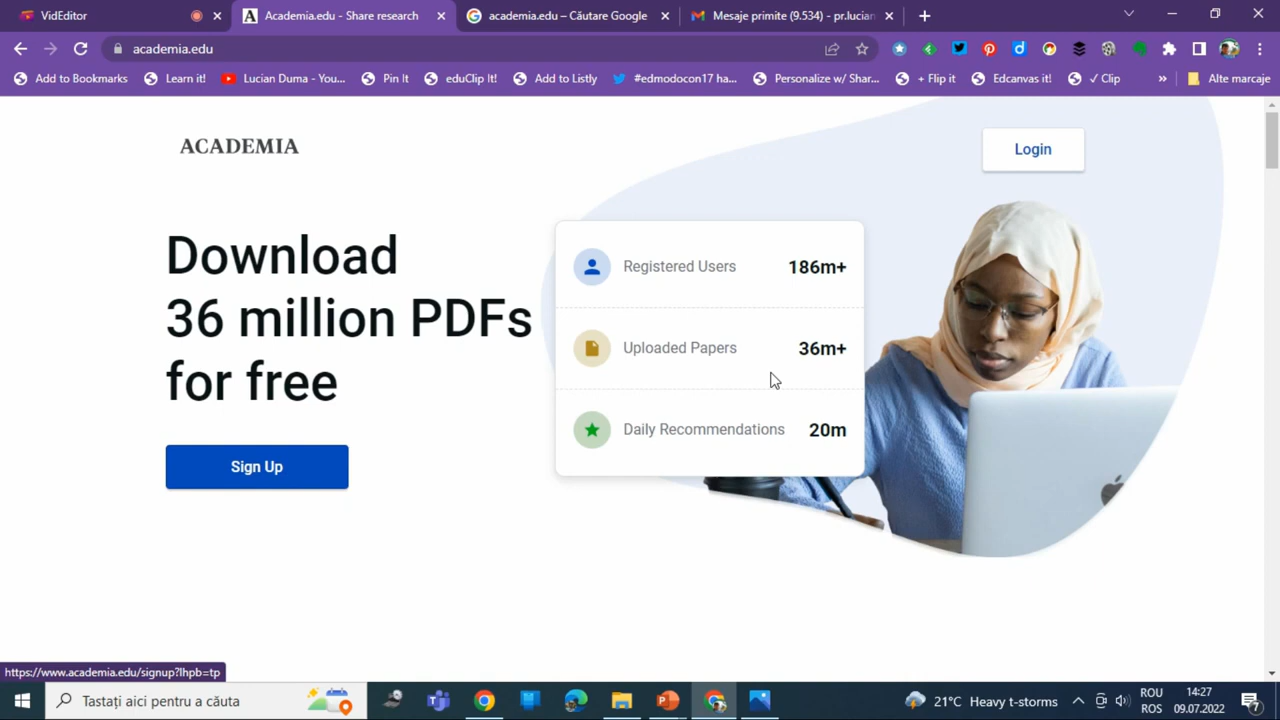 VidEditor
Academia.edu - Share research
academia.edu – Căutare Google
Mesaje primite (9.534) - pr.lucian
academia.edu
Add to Bookmarks
Learn it!
Lucian Duma - You...
Pin It
eduClip It!
Add to Listly
#edmodocon17 ha...
Personalize w/ Shar...
+ Flip it
Edcanvas it!
✓ Clip
»
Alte marcaje
ACADEMIA
Login
Download
36 million PDFs
for free
Sign Up
Registered Users 186m+
Uploaded Papers 36m+
Daily Recommendations 20m
https://www.academia.edu/signup?lhpb=tp
Tastați aici pentru a căuta
21°C Heavy t-storms
ROU
ROS
14:27
09.07.2022
7